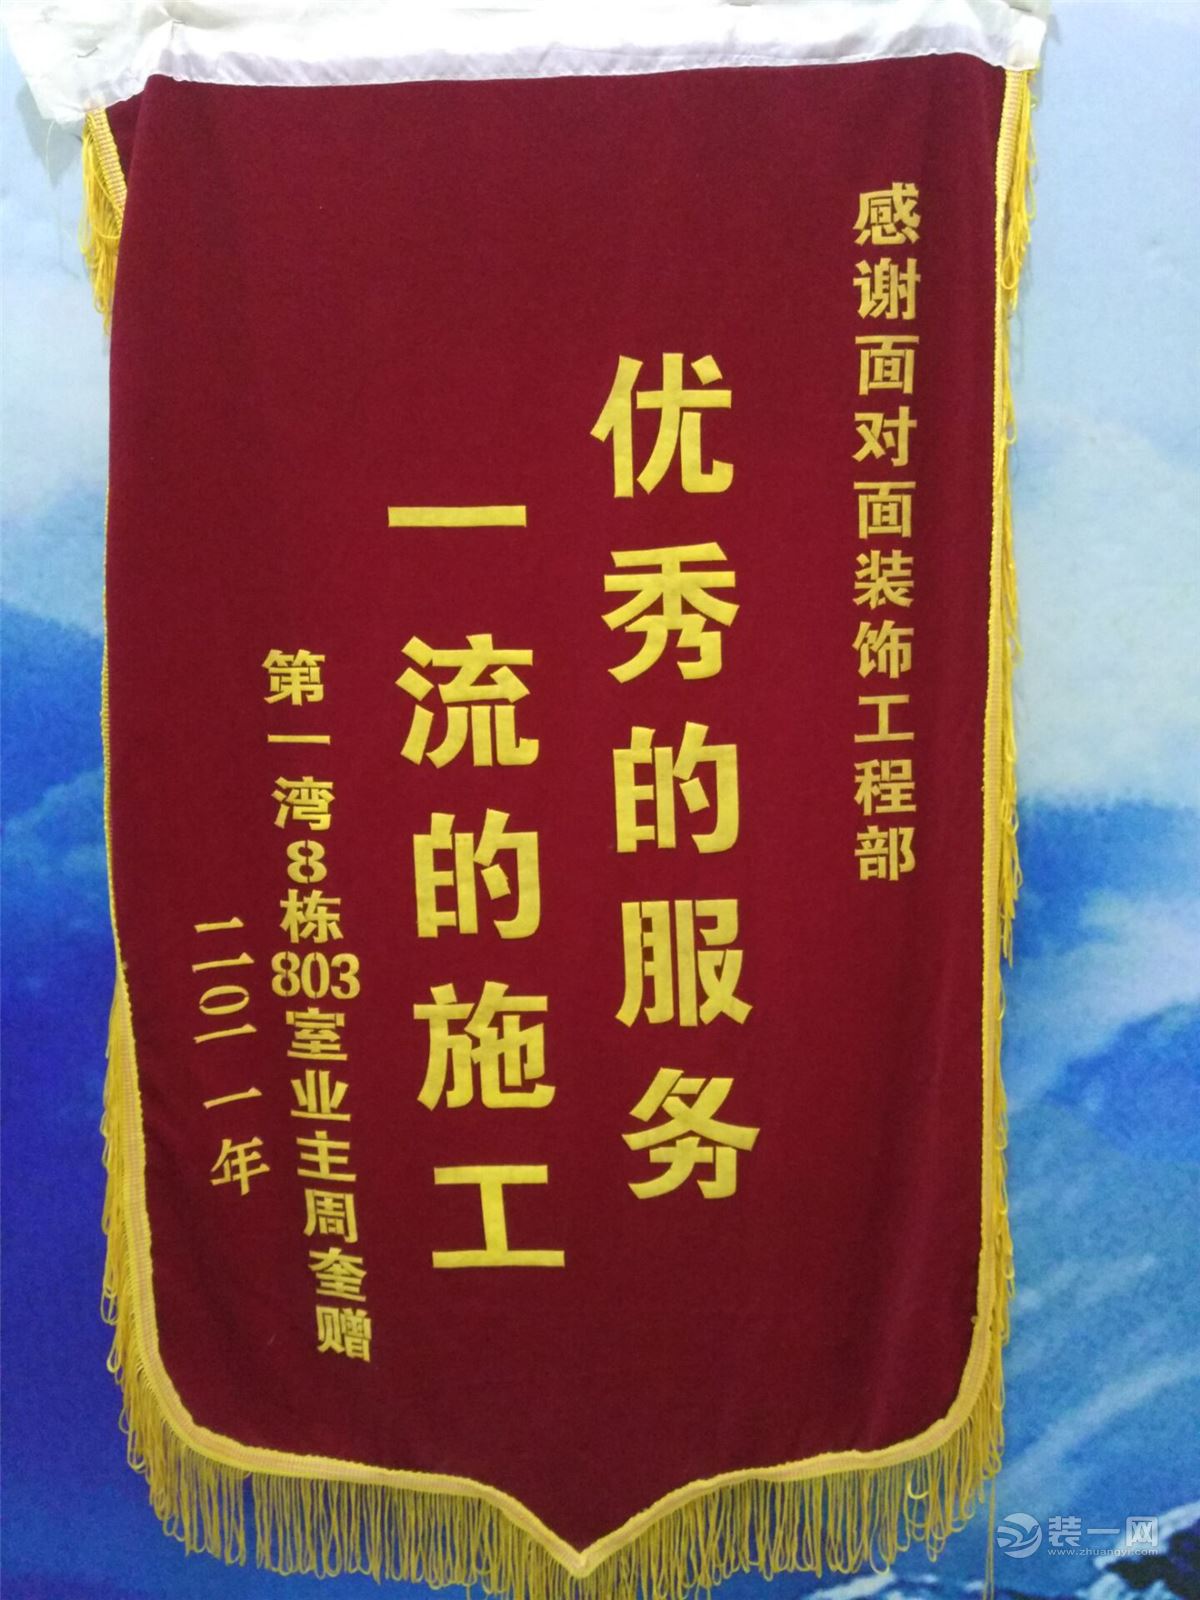 感谢面对面装饰工程部
优秀的服务
一流的施工
第一湾8栋803室业主周奎赠
二〇一一年
装一网
www.zhuangyi.com